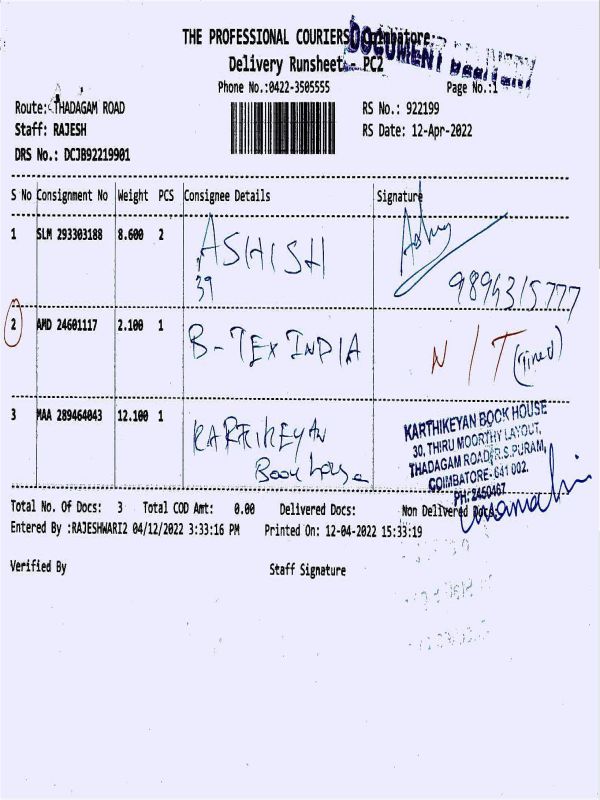 THE PROFESSIONAL COURIERS, Coimbatore
DOCUMENT DELIVERY
Delivery Runsheet - PC2
Phone No.:0422-3505555 Page No.:1
Route: THADAGAM ROAD RS No.: 922199
Staff: RAJESH RS Date: 12-Apr-2022
DRS No.: DCJB92219901
S No Consignment No Weight PCS Consignee Details Signature
1 SLM 293303188 8.600 2 ASHISH
39
9894315777
2 AMD 24601117 2.100 1 B-TEX INDIA N/T
3 MAA 289464043 12.100 1 KARTHIKEYAN
Book house
KARTHIKEYAN BOOK HOUSE
30, THIRU MOORTHY LAYOUT,
THADAGAM ROAD, R.S.PURAM,
COIMBATORE-641 002.
PH: 2450467
Total No. Of Docs: 3 Total COD Amt: 0.00 Delivered Docs: Non Delivered Docs:
Entered By :RAJESHWARI2 04/12/2022 3:33:16 PM Printed On: 12-04-2022 15:33:19
Verified By Staff Signature